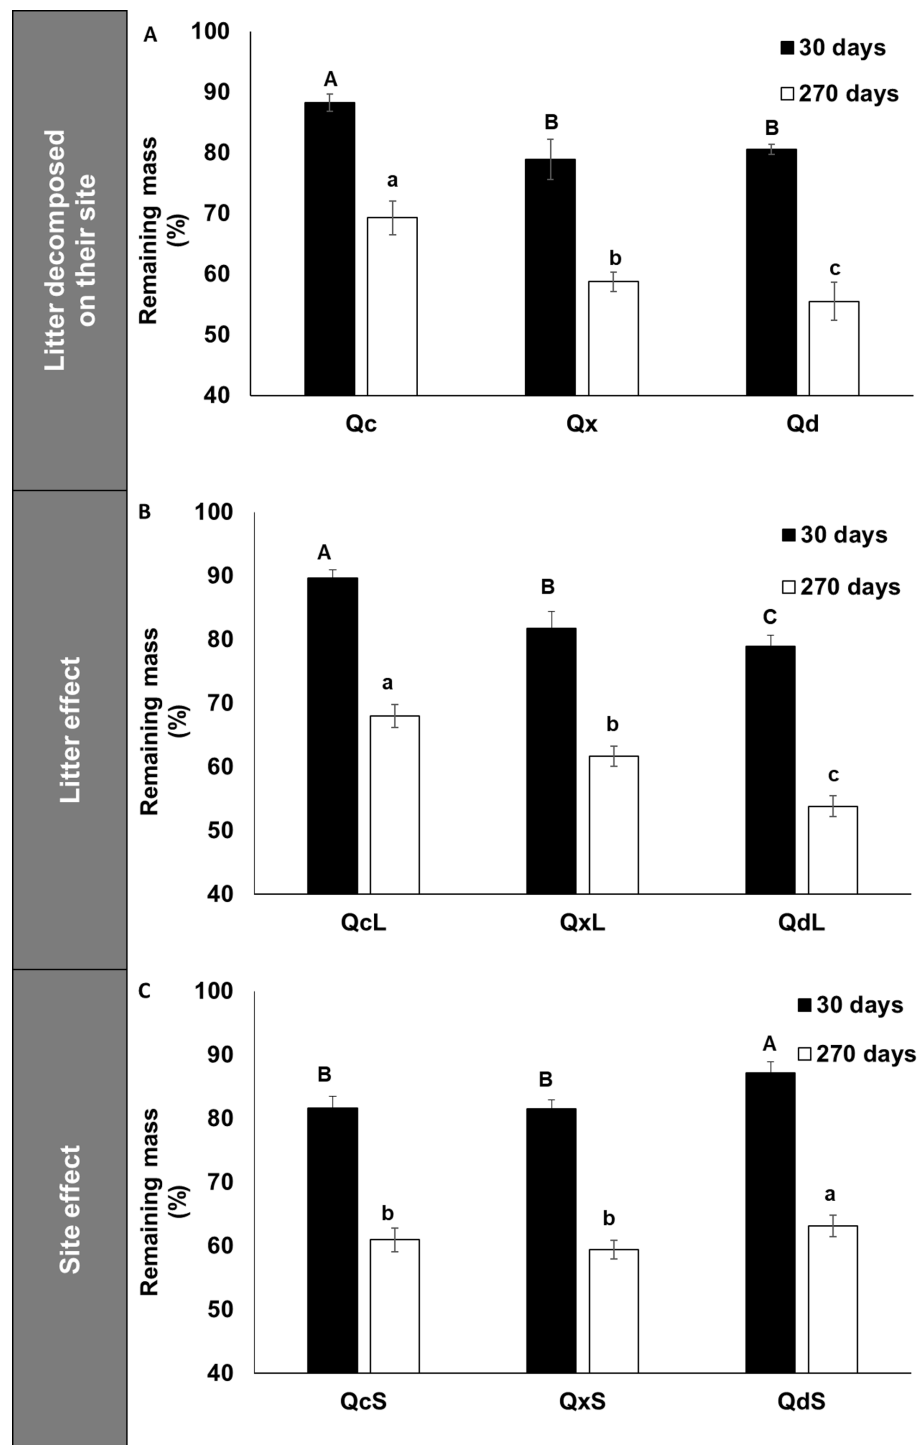 Litter decomposed
on their site
A
Remaining mass
(%)
100
90
80
70
60
50
40
30 days
270 days
A
a
B
b
B
c
Qc
Qx
Qd
Litter effect
B
Remaining mass
(%)
100
90
80
70
60
50
40
30 days
270 days
A
a
B
b
C
c
QcL
QxL
QdL
Site effect
C
Remaining mass
(%)
100
90
80
70
60
50
40
30 days
270 days
B
b
B
b
A
a
QcS
QxS
QdS